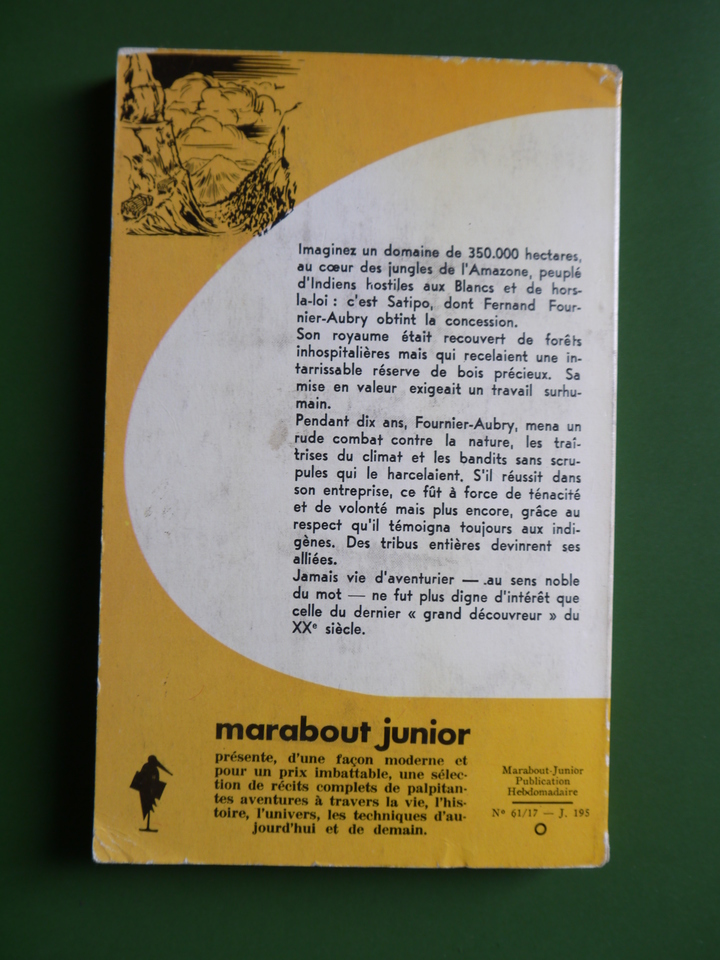 Imaginez un domaine de 350.000 hectares,
au cœur des jungles de l'Amazone, peuplé
d'Indiens hostiles aux Blancs et de hors-
la-loi : c'est Satipo, dont Fernand Four-
nier-Aubry obtint la concession.
Son royaume était recouvert de forêts
inhospitalières mais qui recelaient une in-
tarrissable réserve de bois précieux. Sa
mise en valeur exigeait un travail surhu-
main.
Pendant dix ans, Fournier-Aubry, mena un
rude combat contre la nature, les traî-
trises du climat et les bandits sans scru-
pules qui le harcelaient. S'il réussit dans
son entreprise, ce fût à force de ténacité
et de volonté mais plus encore, grâce au
respect qu'il témoigna toujours aux indi-
gènes. Des tribus entières devinrent ses
alliées.
Jamais vie d'aventurier — .au sens noble
du mot — ne fut plus digne d'intérêt que
celle du dernier « grand découvreur » du
XXe siècle.
marabout junior
présente, d'une façon moderne et
pour un prix imbattable, une sélec-
tion de récits complets de palpitan-
tes aventures à travers la vie, l'his-
toire, l'univers, les techniques d'au-
jourd'hui et de demain.
Marabout-Junior
Publication
Hebdomadaire
N° 61/17 — J. 195